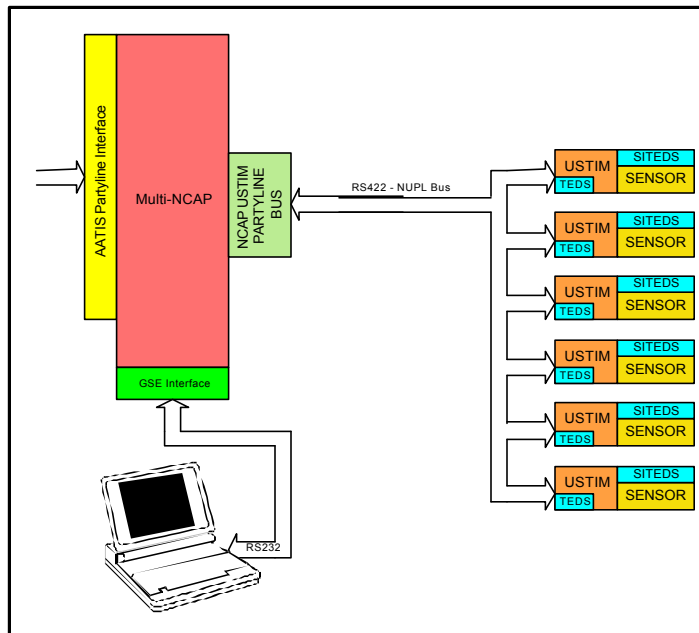 AATIS Partyline Interface
Multi-NCAP
NCAP USTIM
PARTYLINE
BUS
GSE Interface
RS232
RS422 - NUPL Bus
USTIM
TEDS
SITEDS
SENSOR
USTIM
TEDS
SITEDS
SENSOR
USTIM
TEDS
SITEDS
SENSOR
USTIM
TEDS
SITEDS
SENSOR
USTIM
TEDS
SITEDS
SENSOR
USTIM
TEDS
SITEDS
SENSOR